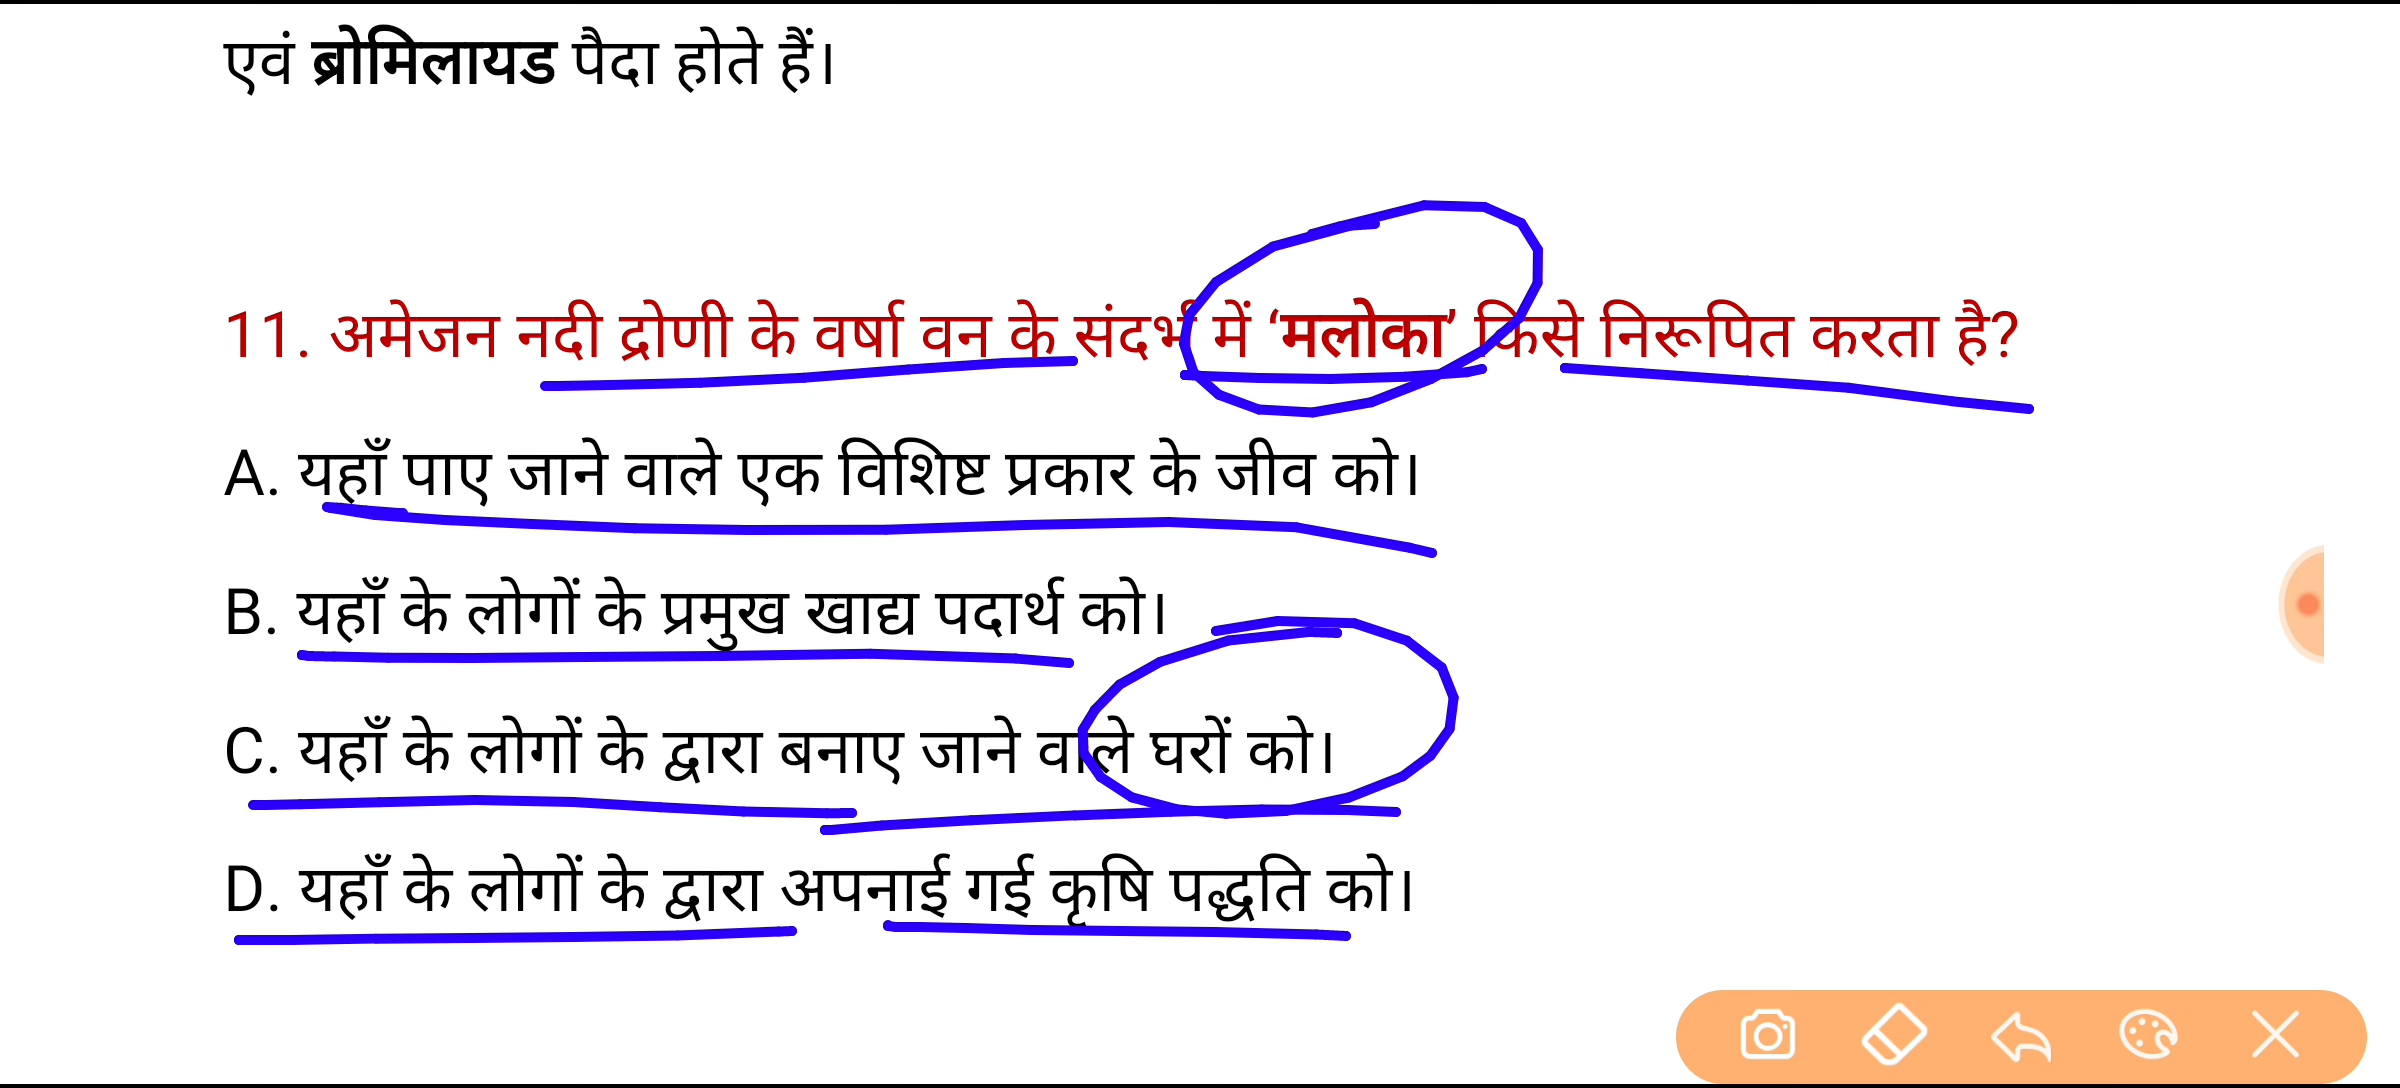 एवं ब्रोमिलायड पैदा होते हैं।
11. अमेजन नदी द्रोणी के वर्षा वन के संदर्भ में ‘मलोका’ किसे निरूपित करता है?
A. यहाँ पाए जाने वाले एक विशिष्ट प्रकार के जीव को।
B. यहाँ के लोगों के प्रमुख खाद्य पदार्थ को।
C. यहाँ के लोगों के द्वारा बनाए जाने वाले घरों को।
D. यहाँ के लोगों के द्वारा अपनाई गई कृषि पद्धति को।